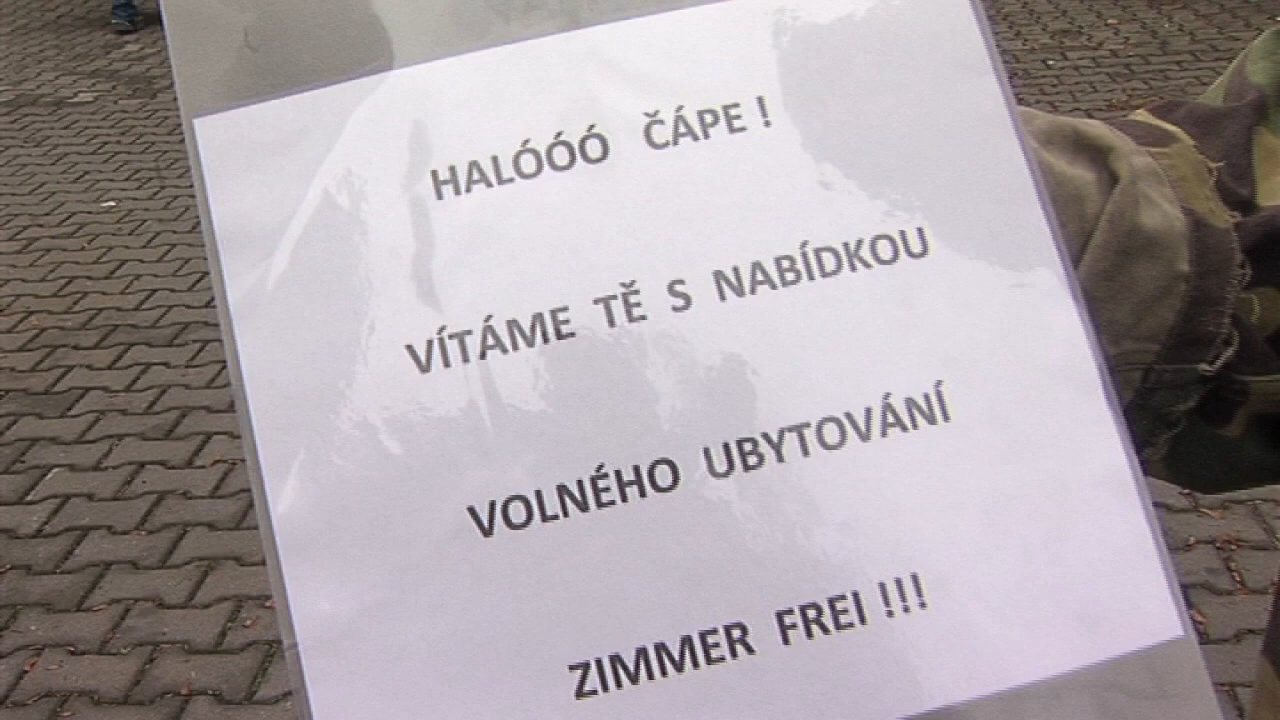 HALÓÓÓ ČÁPE !
VÍTÁME TĚ S NABÍDKOU
VOLNÉHO UBYTOVÁNÍ
ZIMMER FREI !!!